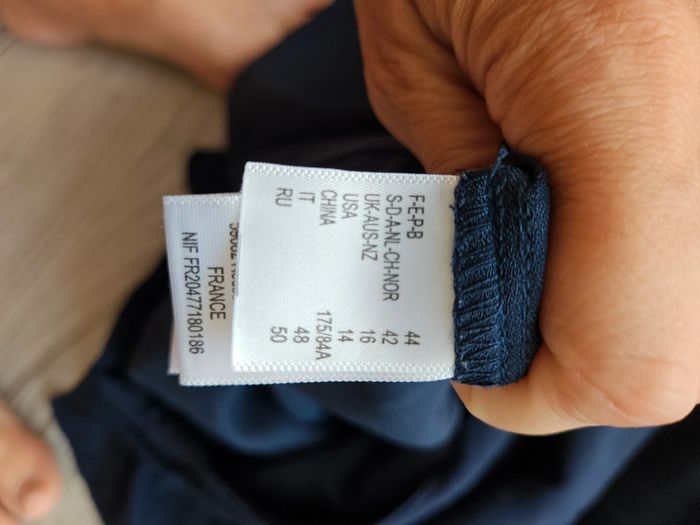 F-E-P-B 44
S-D-A-NL-CH-NOR 42
UK-AUS-NZ 16
USA 14
CHINA 175/84A
IT 48
RU 50
FRANCE
NIF FR20477180186